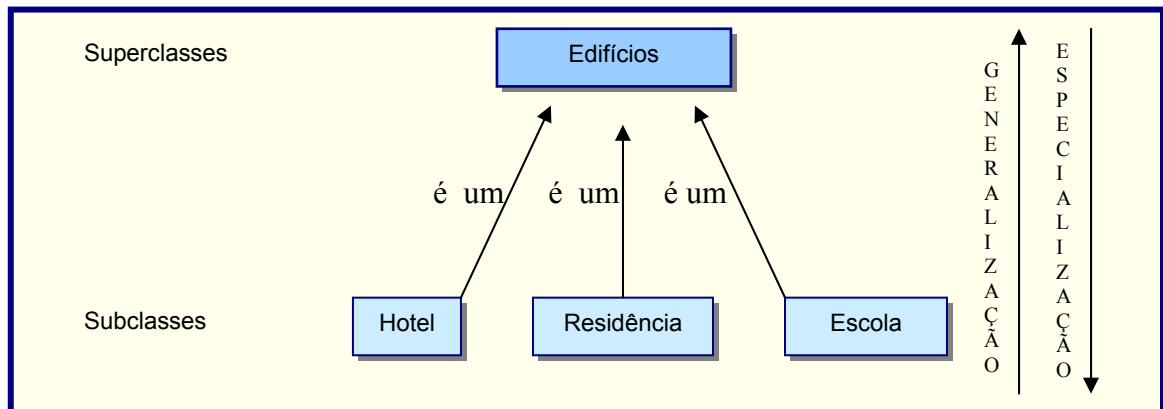 Superclasses
Edifícios
é um
é um
é um
Subclasses
Hotel
Residência
Escola
GENERALIZAÇÃO
ESPECIALIZAÇÃO